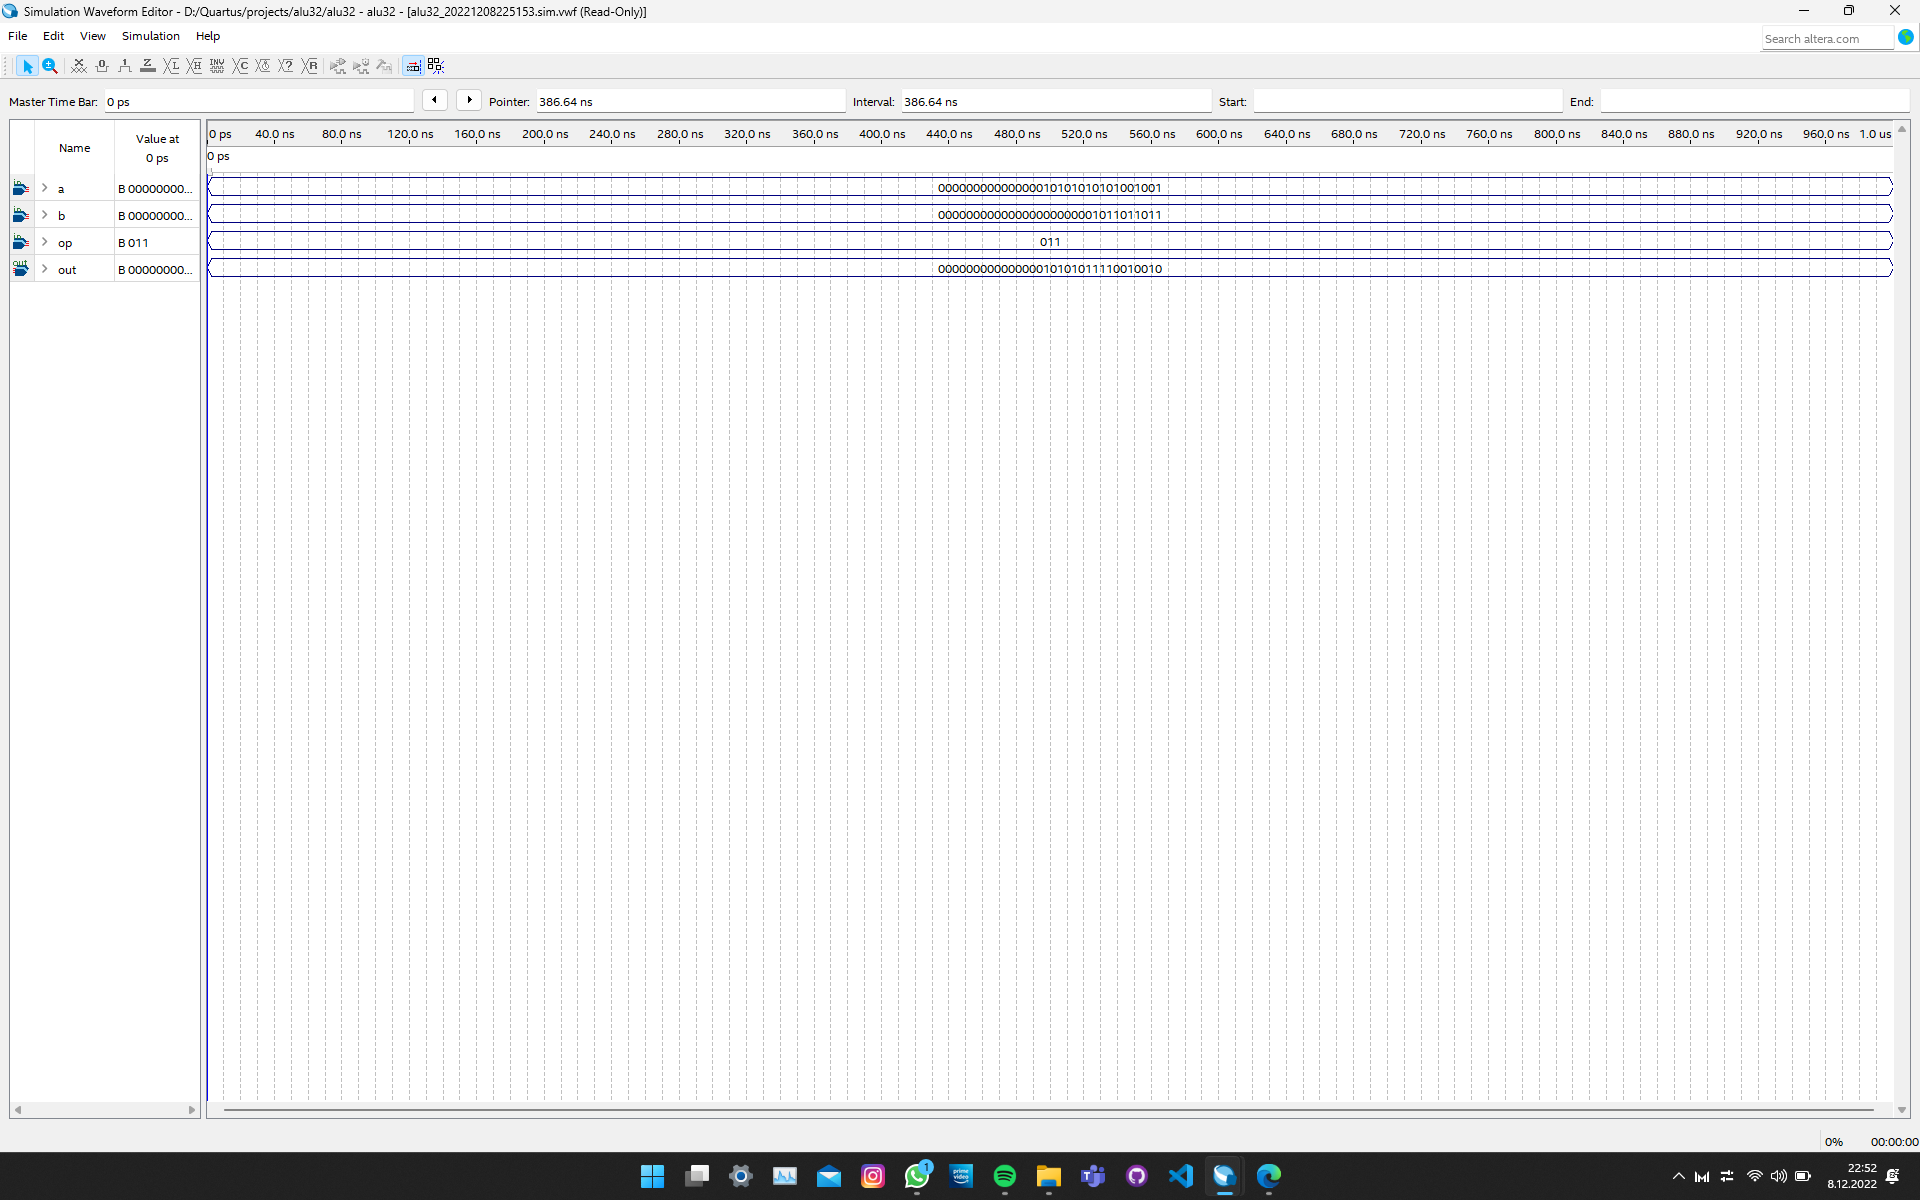 Simulation Waveform Editor - D:/Quartus/projects/alu32/alu32 - alu32 - [alu32_20221208225153.sim.vwf (Read-Only)]
File Edit View Simulation Help
Search altera.com
Master Time Bar: 0 ps Pointer: 386.64 ns Interval: 386.64 ns Start: End:
Name Value at 0 ps
0 ps 40.0 ns 80.0 ns 120.0 ns 160.0 ns 200.0 ns 240.0 ns 280.0 ns 320.0 ns 360.0 ns 400.0 ns 440.0 ns 480.0 ns 520.0 ns 560.0 ns 600.0 ns 640.0 ns 680.0 ns 720.0 ns 760.0 ns 800.0 ns 840.0 ns 880.0 ns 920.0 ns 960.0 ns 1.0 us
0 ps
a B 00000000... 00000000000000010101010101001001
b B 00000000... 00000000000000000000001011011011
op B 011 011
out B 00000000... 00000000000000010101011110010010
0% 00:00:00
1
prime video
22:52
8.12.2022